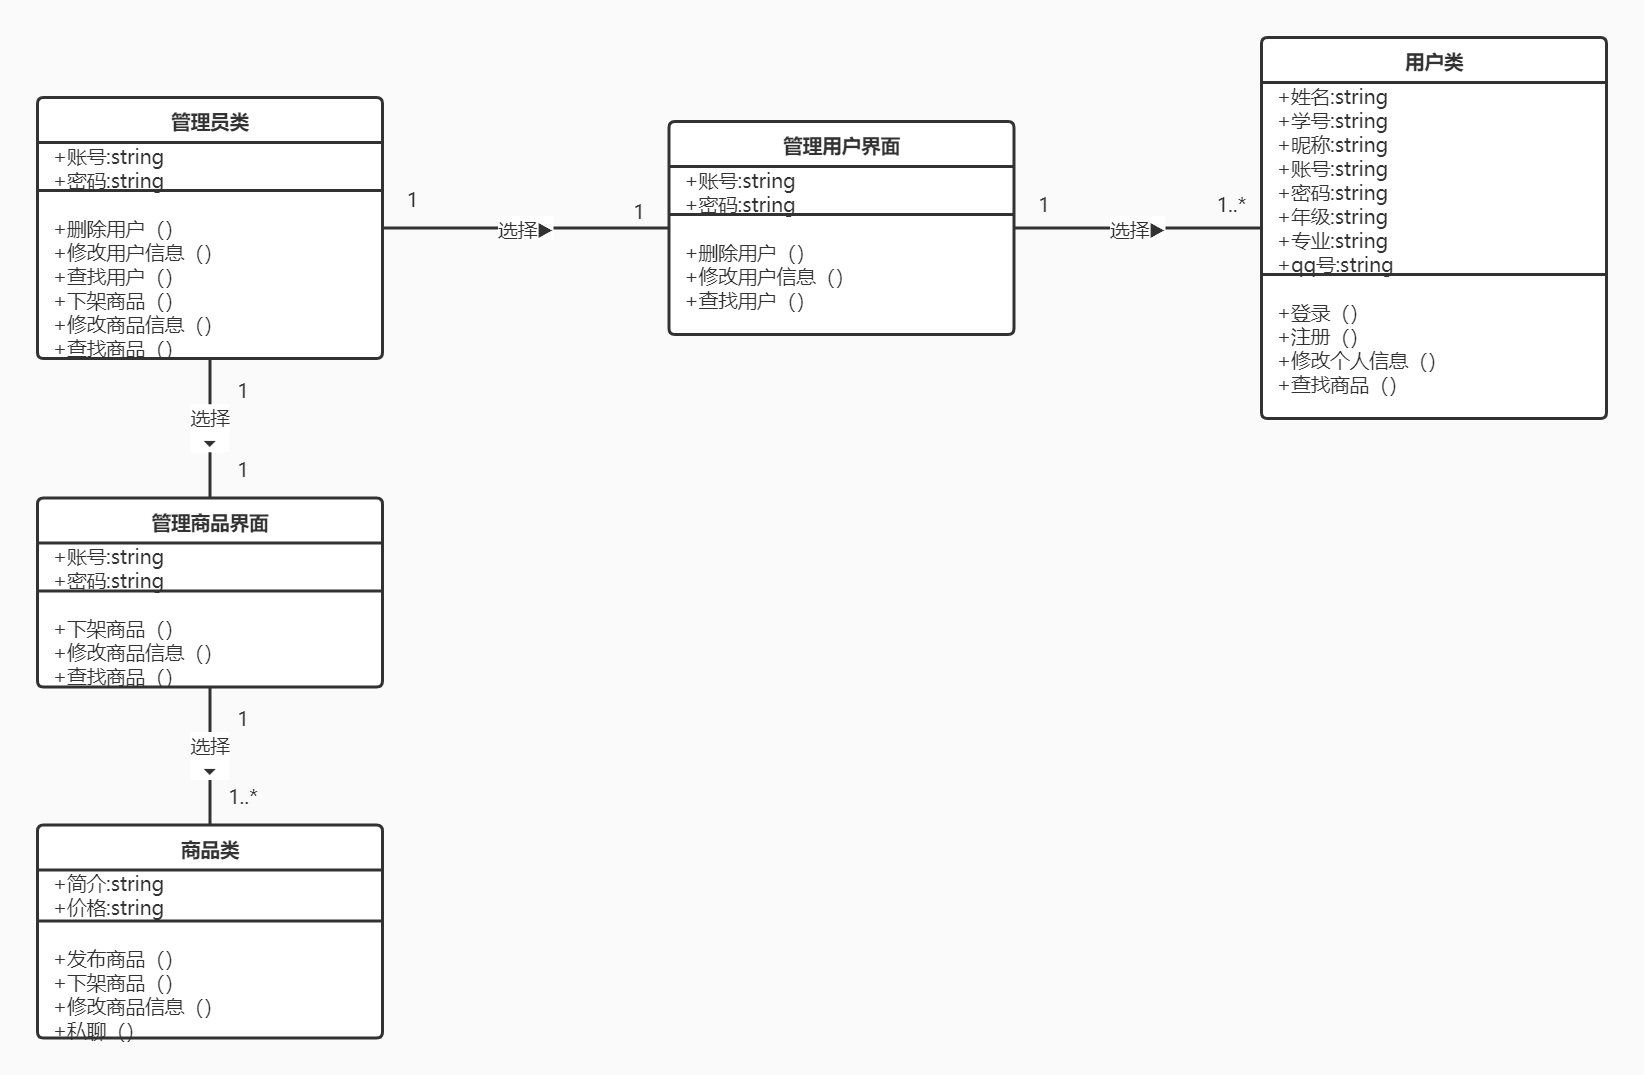 管理员类
+账号:string
+密码:string
+删除用户（）
+修改用户信息（）
+查找用户（）
+下架商品（）
+修改商品信息（）
+查找商品（）
1
选择▶
1
管理用户界面
+账号:string
+密码:string
+删除用户（）
+修改用户信息（）
+查找用户（）
1
选择▶
1..*
用户类
+姓名:string
+学号:string
+昵称:string
+账号:string
+密码:string
+年级:string
+专业:string
+qq号:string
+登录（）
+注册（）
+修改个人信息（）
+查找商品（）
1
选择
1
管理商品界面
+账号:string
+密码:string
+下架商品（）
+修改商品信息（）
+查找商品（）
1
选择
1..*
商品类
+简介:string
+价格:string
+发布商品（）
+下架商品（）
+修改商品信息（）
+私聊（）